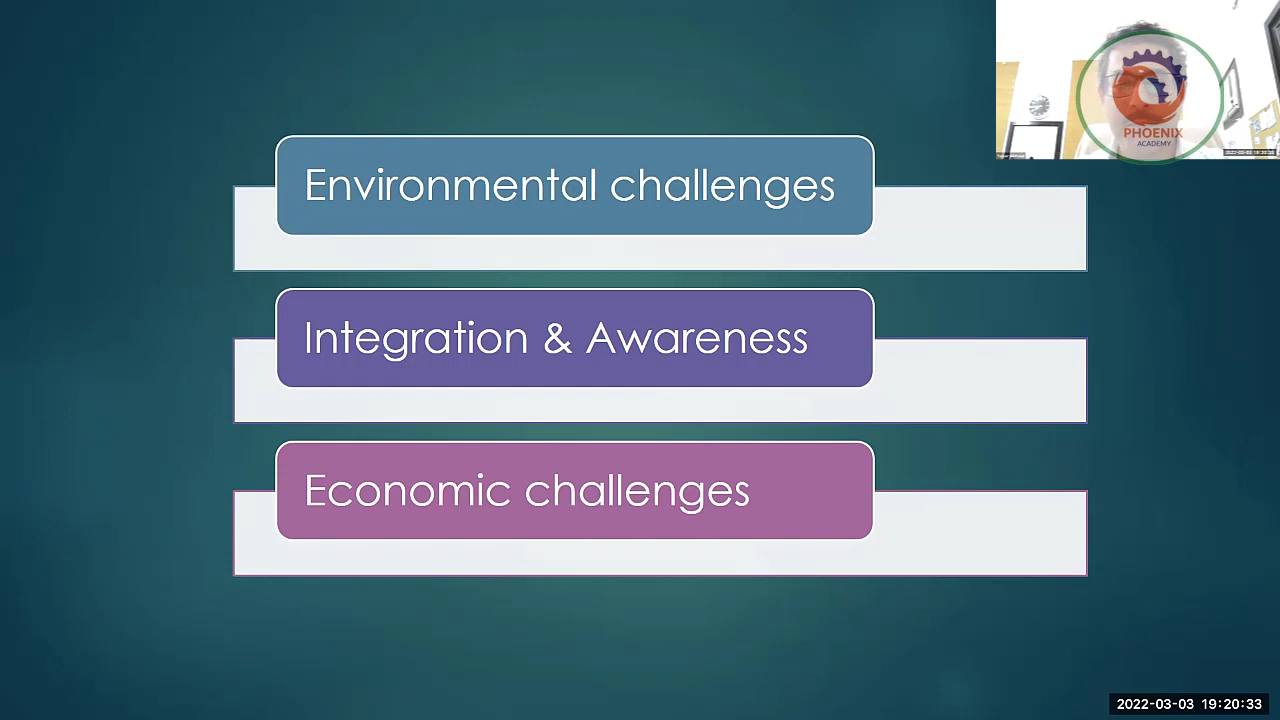 PHOENIX
ACADEMY
Environmental challenges
Integration & Awareness
Economic challenges
2022-03-03 19:20:33